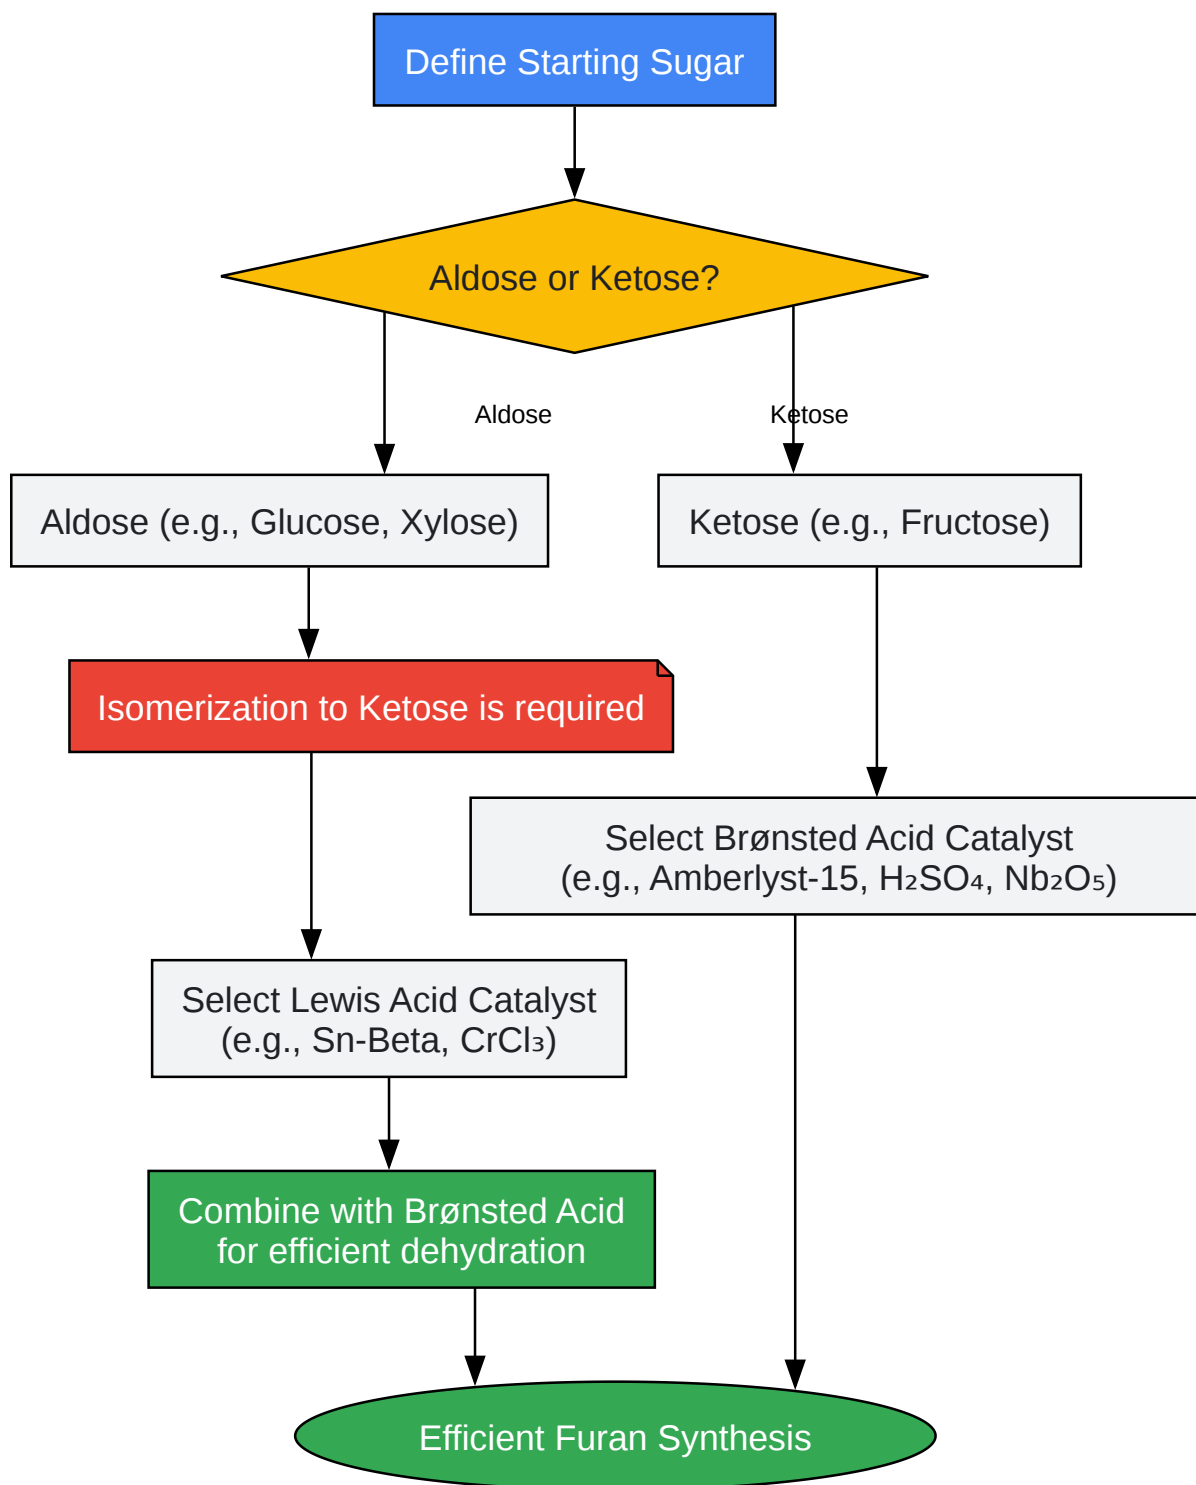 Define Starting Sugar
Aldose or Ketose?
Aldose
Ketose
Aldose (e.g., Glucose, Xylose)
Ketose (e.g., Fructose)
Isomerization to Ketose is required
Select Brønsted Acid Catalyst
(e.g., Amberlyst-15, H₂SO₄, Nb₂O₅)
Select Lewis Acid Catalyst
(e.g., Sn-Beta, CrCl₃)
Combine with Brønsted Acid
for efficient dehydration
Efficient Furan Synthesis